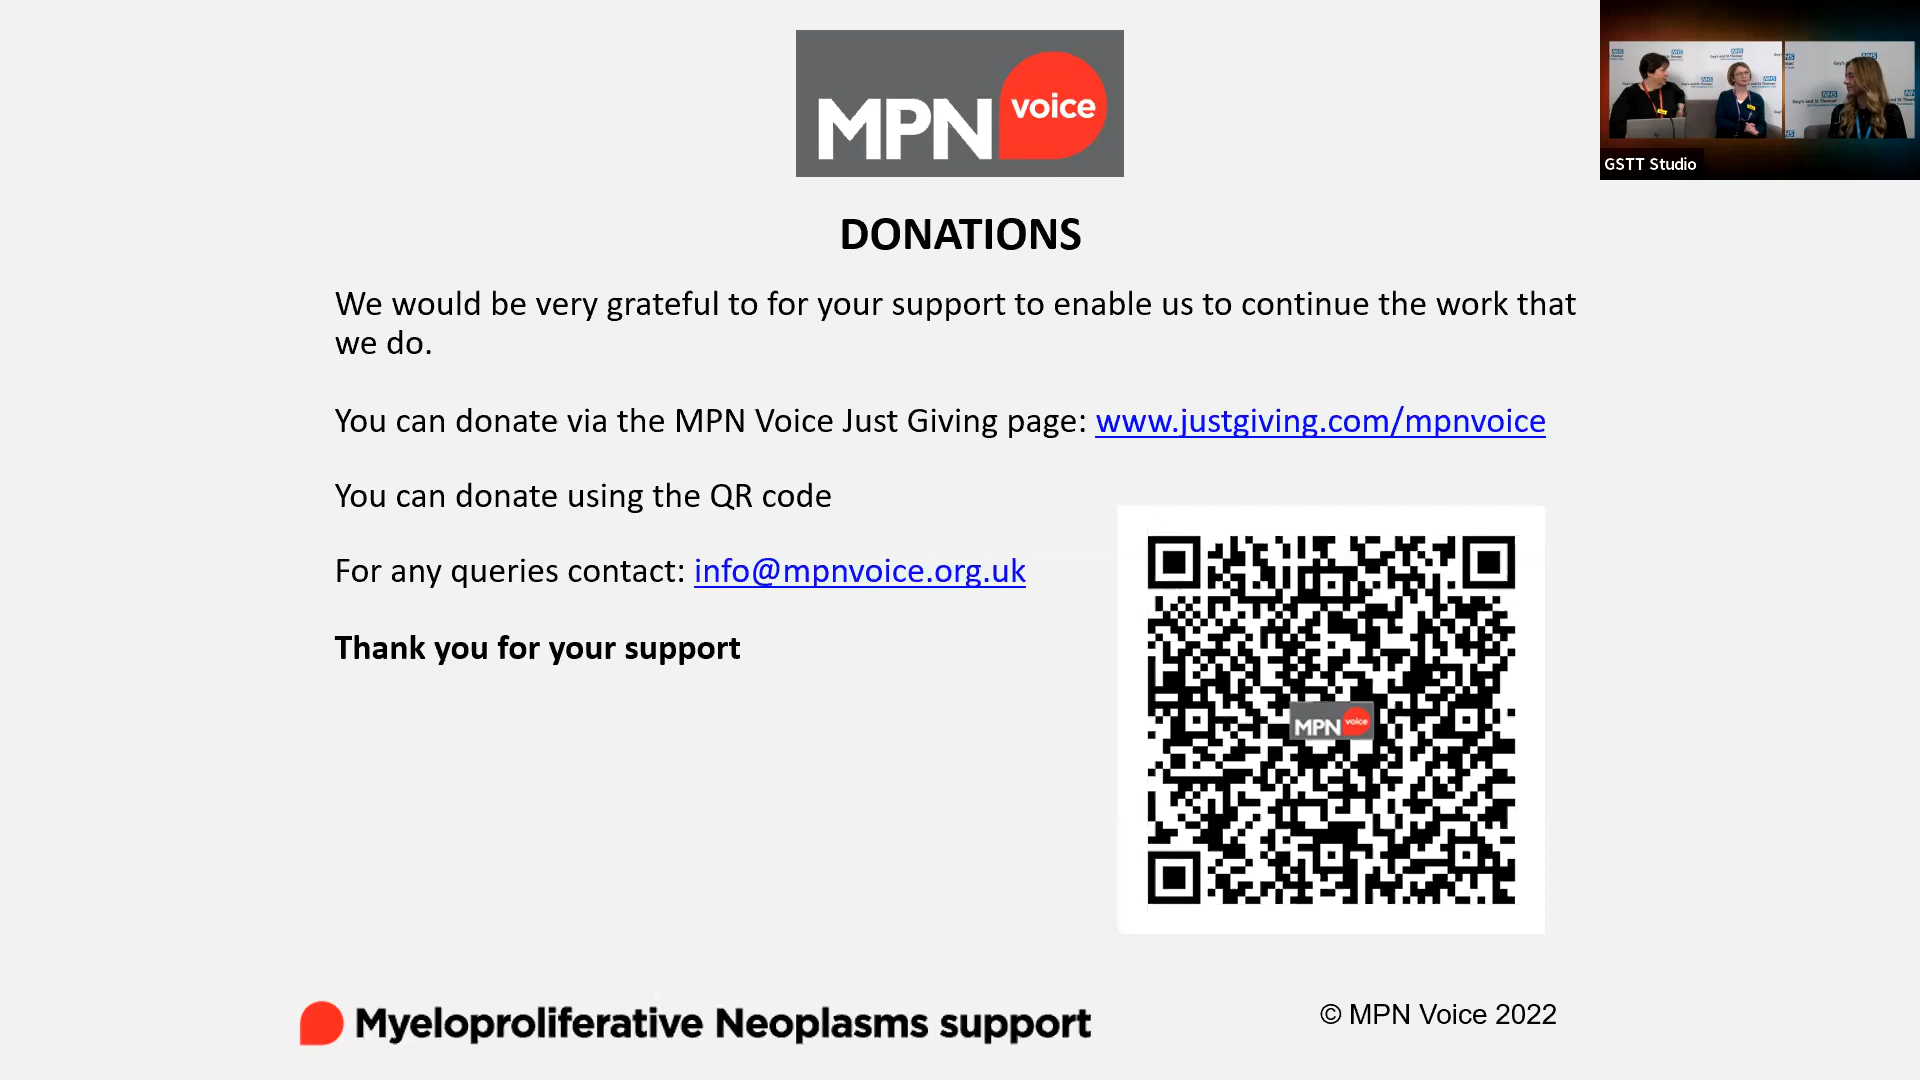 MPN voice
GSTT Studio
DONATIONS
We would be very grateful to for your support to enable us to continue the work that
we do.
You can donate via the MPN Voice Just Giving page: www.justgiving.com/mpnvoice
You can donate using the QR code
For any queries contact: info@mpnvoice.org.uk
Thank you for your support
MPN voice
Myeloproliferative Neoplasms support
© MPN Voice 2022